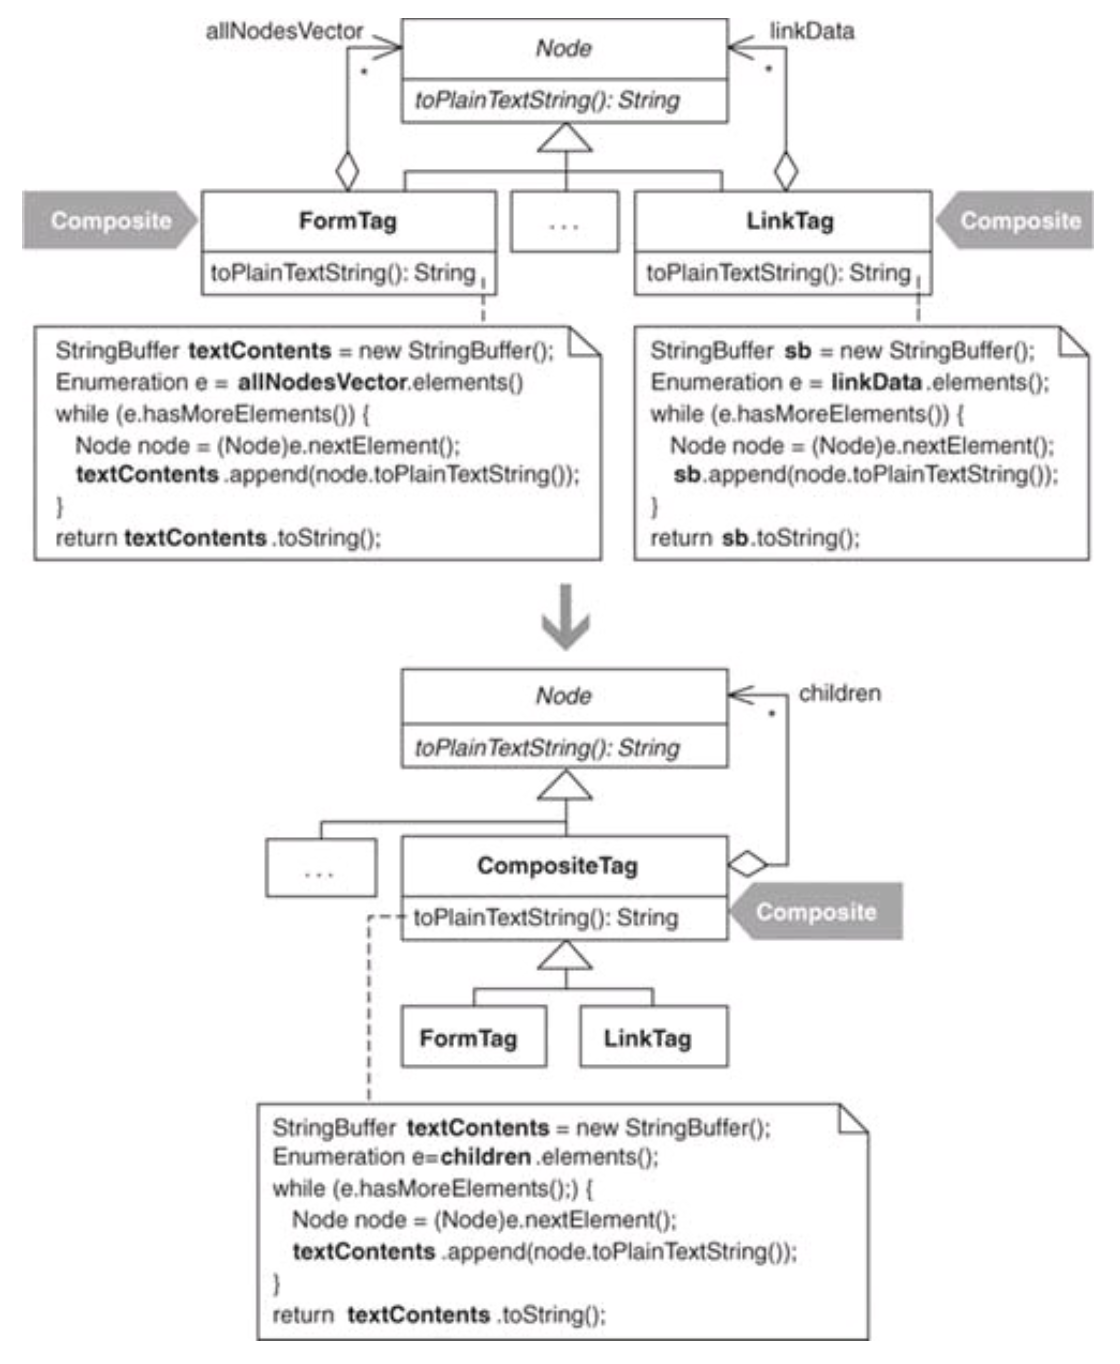 allNodesVector
linkData
Node
*
*
toPlainTextString(): String
Composite
FormTag
. . .
LinkTag
Composite
toPlainTextString(): String
toPlainTextString(): String
StringBuffer textContents = new StringBuffer();
Enumeration e = allNodesVector.elements()
while (e.hasMoreElements()) {
Node node = (Node)e.nextElement();
textContents .append(node.toPlainTextString());
}
return textContents .toString();
StringBuffer sb = new StringBuffer();
Enumeration e = linkData .elements();
while (e.hasMoreElements()) {
Node node = (Node)e.nextElement();
sb.append(node.toPlainTextString());
}
return sb.toString();
Node
children
*
toPlainTextString(): String
. . .
CompositeTag
toPlainTextString(): String
Composite
FormTag
LinkTag
StringBuffer textContents = new StringBuffer();
Enumeration e=children .elements();
while (e.hasMoreElements();) {
Node node = (Node)e.nextElement();
textContents .append(node.toPlainTextString());
}
return textContents .toString();